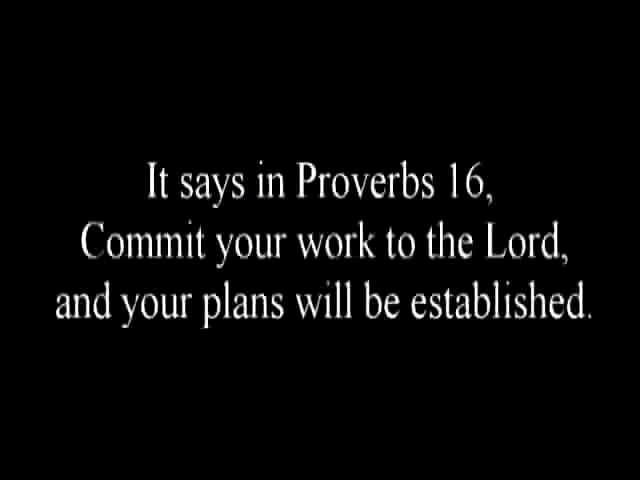 It says in Proverbs 16,
Commit your work to the Lord,
and your plans will be established.